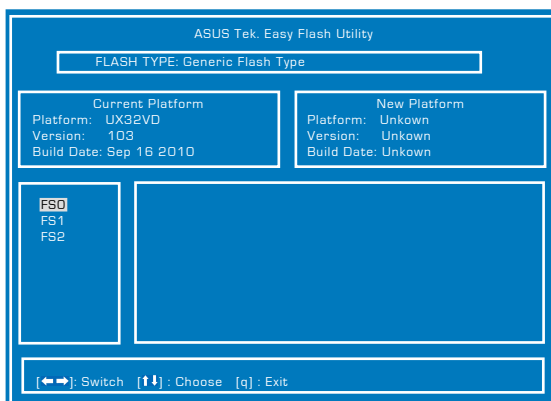 ASUS Tek. Easy Flash Utility
FLASH TYPE: Generic Flash Type
Current Platform
Platform: UX32VD
Version: 103
Build Date: Sep 16 2010
New Platform
Platform: Unkown
Version: Unkown
Build Date: Unkown
FS0
FS1
FS2
[←→]: Switch [↑↓] : Choose [q] : Exit